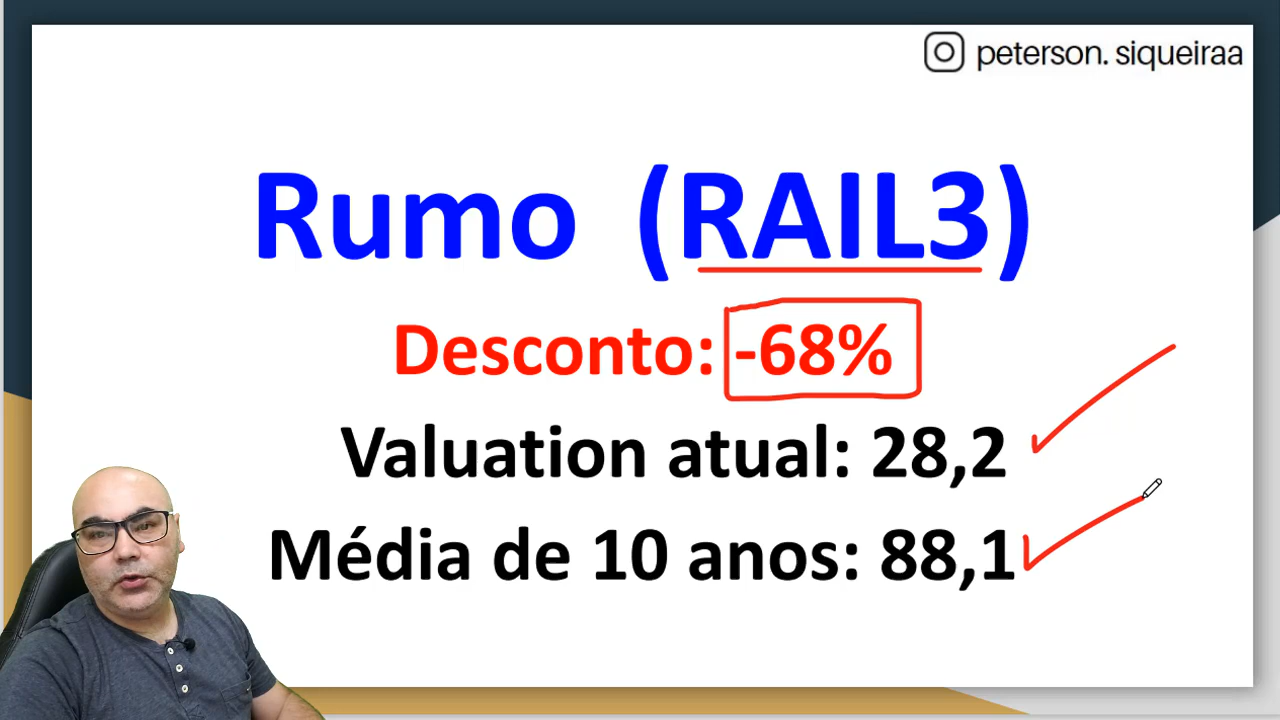 peterson. siqueiraa
Rumo (RAIL3)
Desconto: -68%
Valuation atual: 28,2
Média de 10 anos: 88,1